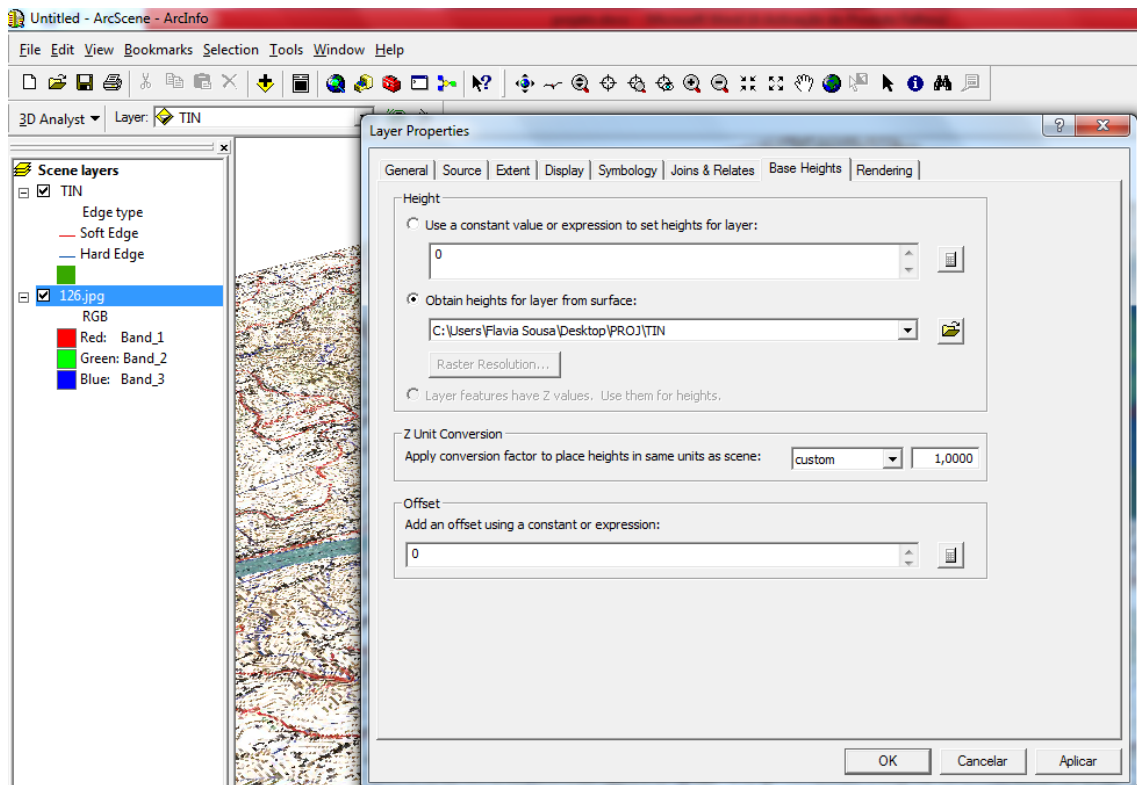 Untitled - ArcScene - ArcInfo
File Edit View Bookmarks Selection Tools Window Help
3D Analyst Layer: TIN
Scene layers
TIN
Edge type
Soft Edge
Hard Edge
126.jpg
RGB
Red: Band_1
Green: Band_2
Blue: Band_3
Layer Properties
General Source Extent Display Symbology Joins & Relates Base Heights Rendering
Height
Use a constant value or expression to set heights for layer:
0
Obtain heights for layer from surface:
C:\Users\Flavia Sousa\Desktop\PROJ\TIN
Raster Resolution...
Layer features have Z values. Use them for heights.
Z Unit Conversion
Apply conversion factor to place heights in same units as scene: custom 1,0000
Offset
Add an offset using a constant or expression:
0
OK Cancelar Aplicar